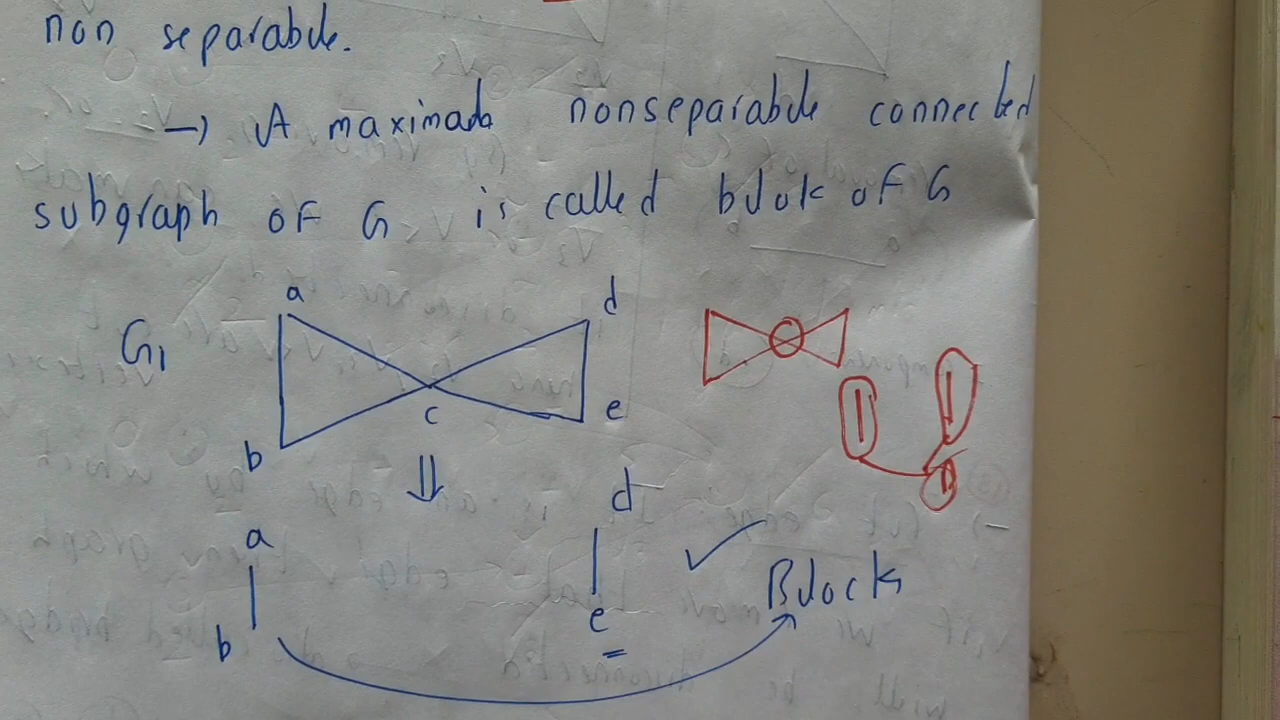 non separable.
→ A maximal nonseparable connected
subgraph OF G is called block of G
a
d
G1
c
e
b
d
a
Block
e
b